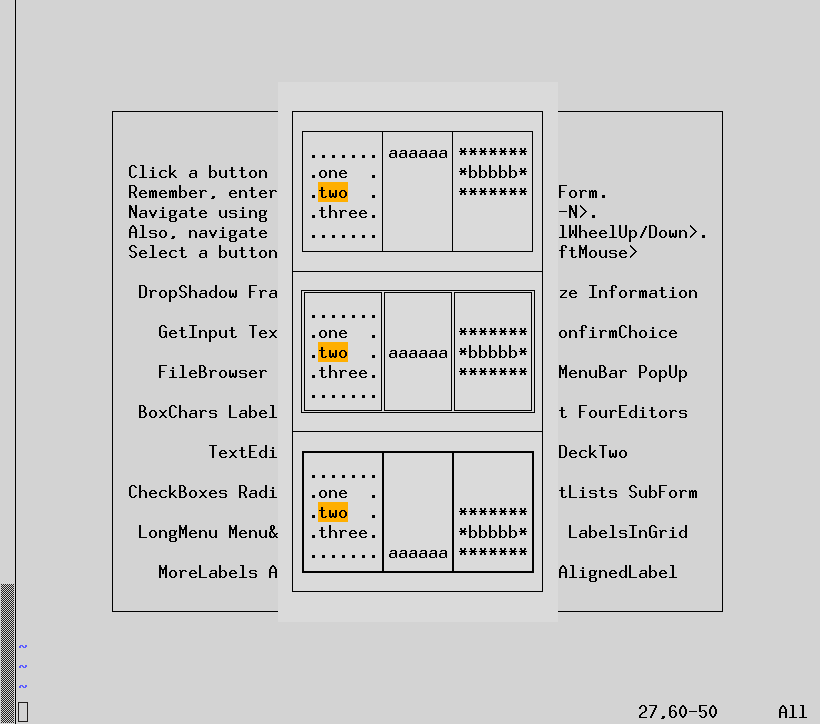 ....... aaaaaa *******
Click a button .one . *bbbbb*
Remember, enter .two . ******* Form.
Navigate using .three. -N>.
Also, navigate ....... lWheelUp/Down>.
Select a button ftMouse>
DropShadow Fra ze Information
.......
GetInput Tex .one . ******* onfirmChoice
.two . aaaaaa *bbbbb*
FileBrowser .three. ******* MenuBar PopUp
.......
BoxChars Label t FourEditors
TextEdi DeckTwo
.......
CheckBoxes Radi .one . tLists SubForm
.two . *******
LongMenu Menu& .three. *bbbbb* LabelsInGrid
....... aaaaaa *******
MoreLabels A AlignedLabel
~
~
~
27,60-50 All